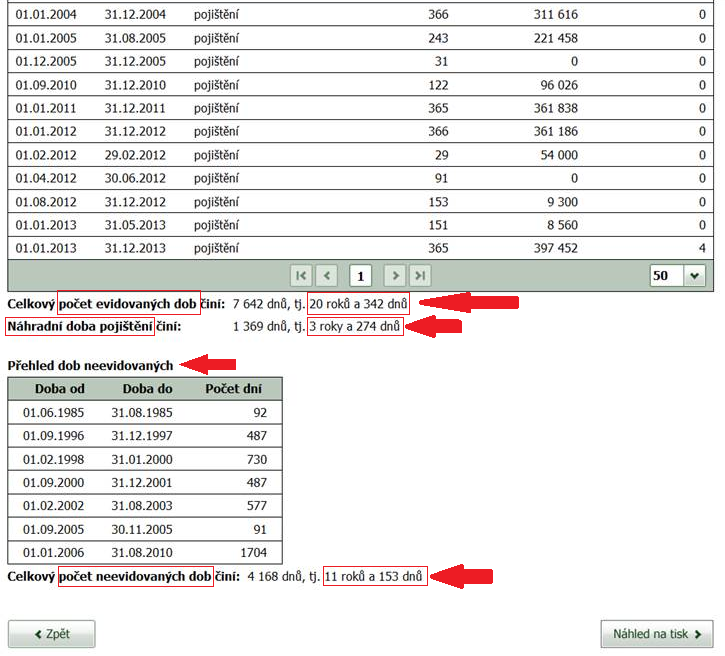 01.01.2004 31.12.2004 pojištění 366 311 616 0
01.01.2005 31.08.2005 pojištění 243 221 458 0
01.12.2005 31.12.2005 pojištění 31 0 0
01.09.2010 31.12.2010 pojištění 122 96 026 0
01.01.2011 31.12.2011 pojištění 365 361 838 0
01.01.2012 31.12.2012 pojištění 366 361 186 0
01.02.2012 29.02.2012 pojištění 29 54 000 0
01.04.2012 30.06.2012 pojištění 91 0 0
01.08.2012 31.12.2012 pojištění 153 9 300 0
01.01.2013 31.05.2013 pojištění 151 8 560 0
01.01.2013 31.12.2013 pojištění 365 397 452 4
1 50
Celkový počet evidovaných dob činí: 7 642 dnů, tj. 20 roků a 342 dnů
Náhradní doba pojištění činí: 1 369 dnů, tj. 3 roky a 274 dnů
Přehled dob neevidovaných
Doba od Doba do Počet dní
01.06.1985 31.08.1985 92
01.09.1996 31.12.1997 487
01.02.1998 31.01.2000 730
01.09.2000 31.12.2001 487
01.02.2002 31.08.2003 577
01.09.2005 30.11.2005 91
01.01.2006 31.08.2010 1704
Celkový počet neevidovaných dob činí: 4 168 dnů, tj. 11 roků a 153 dnů
Zpět Náhled na tisk